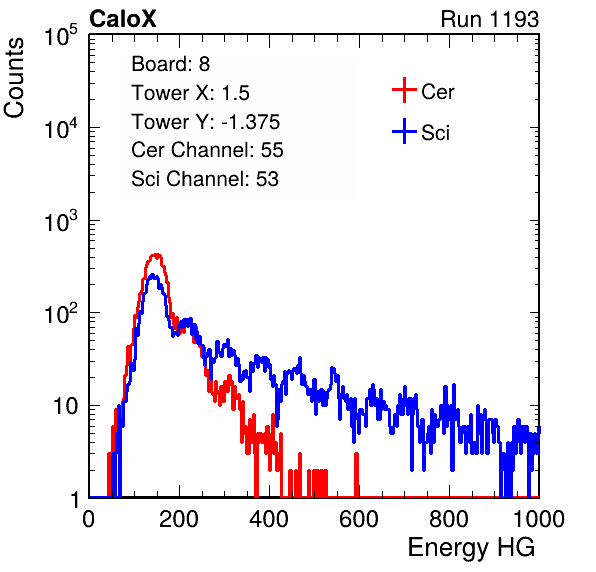 CaloX Run 1193
Counts
10^5
10^4
10^3
10^2
10
1
Board: 8
Tower X: 1.5
Tower Y: -1.375
Cer Channel: 55
Sci Channel: 53
Cer
Sci
0 200 400 600 800 1000
Energy HG